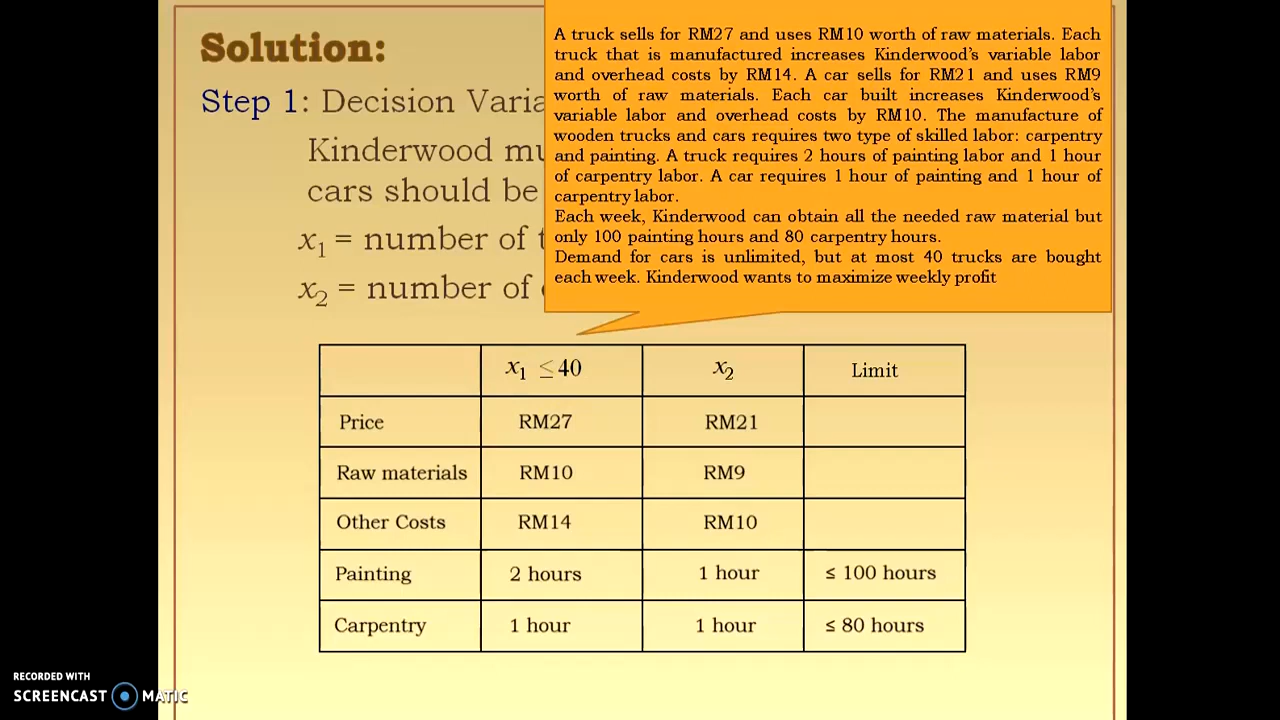 Solution:
Step 1: Decision Varia
Kinderwood mu
cars should be
x₁ = number of t
x₂ = number of
A truck sells for RM27 and uses RM10 worth of raw materials. Each
truck that is manufactured increases Kinderwood's variable labor
and overhead costs by RM14. A car sells for RM21 and uses RM9
worth of raw materials. Each car built increases Kinderwood's
variable labor and overhead costs by RM10. The manufacture of
wooden trucks and cars requires two type of skilled labor: carpentry
and painting. A truck requires 2 hours of painting labor and 1 hour
of carpentry labor. A car requires 1 hour of painting and 1 hour of
carpentry labor.
Each week, Kinderwood can obtain all the needed raw material but
only 100 painting hours and 80 carpentry hours.
Demand for cars is unlimited, but at most 40 trucks are bought
each week. Kinderwood wants to maximize weekly profit
x₁ ≤ 40 x₂ Limit
Price RM27 RM21
Raw materials RM10 RM9
Other Costs RM14 RM10
Painting 2 hours 1 hour ≤ 100 hours
Carpentry 1 hour 1 hour ≤ 80 hours
RECORDED WITH
SCREENCAST MATIC